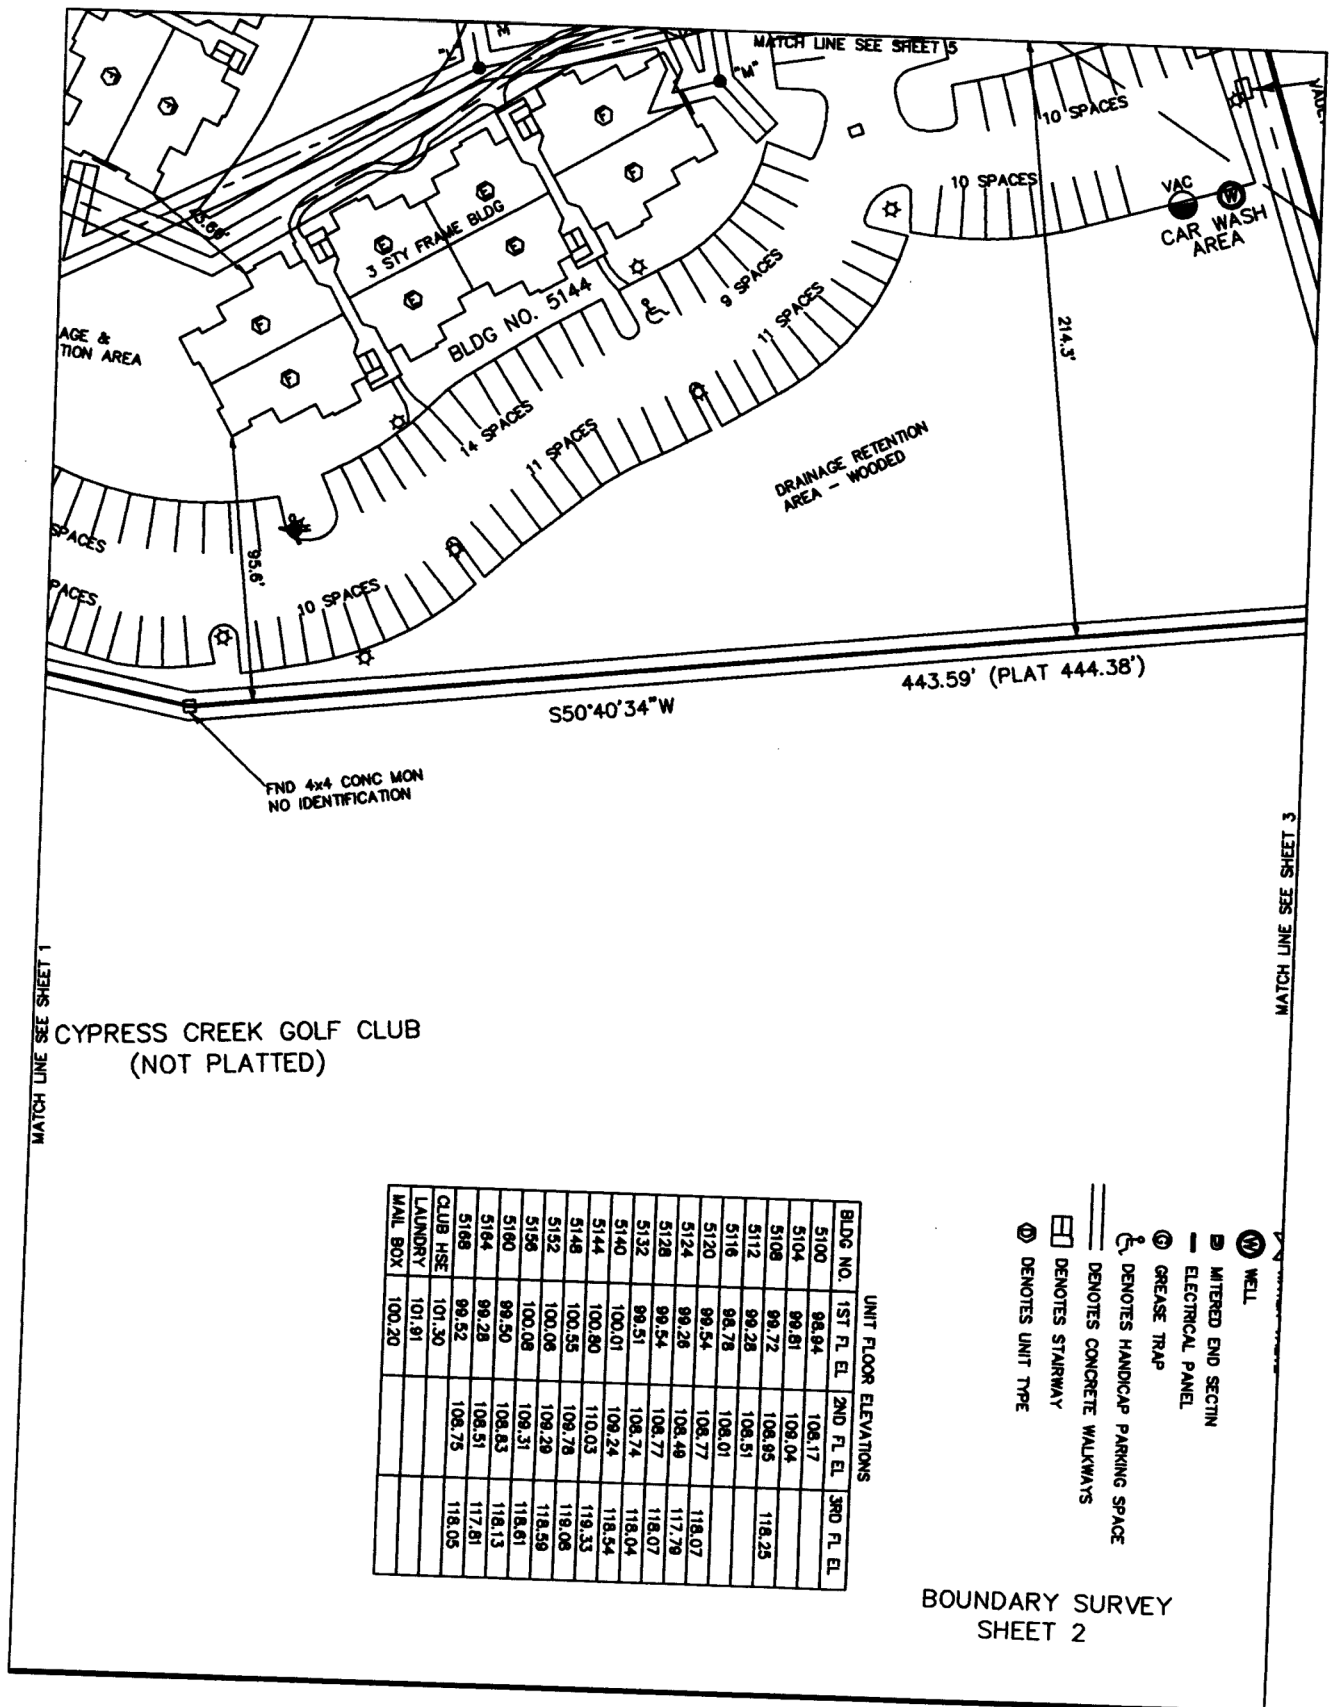 MATCH LINE SEE SHEET 5
"M"
10 SPACES
10 SPACES
VAC
W
CAR WASH
AREA
F
F
F
F
E
E
3 STY FRAME BLDG
E
E
BLDG NO. 5144
9 SPACES
11 SPACES
214.3'
AGE &
TION AREA
F
F
14 SPACES
11 SPACES
DRAINAGE RETENTION
AREA - WOODED
SPACES
95.6'
PACES
10 SPACES
443.59' (PLAT 444.38')
S50°40'34"W
FND 4x4 CONC MON
NO IDENTIFICATION
MATCH LINE SEE SHEET 3
MATCH LINE SEE SHEET 1
CYPRESS CREEK GOLF CLUB
(NOT PLATTED)
W WELL
MITERED END SECTIN
ELECTRICAL PANEL
G GREASE TRAP
DENOTES HANDICAP PARKING SPACE
DENOTES CONCRETE WALKWAYS
DENOTES STAIRWAY
D DENOTES UNIT TYPE
UNIT FLOOR ELEVATIONS
BLDG NO. 1ST FL EL 2ND FL EL 3RD FL EL
5100 98.94 108.17
5104 99.81 109.04
5108 99.72 108.95 118.25
5112 99.28 108.51
5116 98.78 108.01
5120 99.54 108.77 118.07
5124 99.26 108.49 117.79
5128 99.54 108.77 118.07
5132 99.51 108.74 118.04
5140 100.01 109.24 118.54
5144 100.80 110.03 119.33
5148 100.55 109.78 119.08
5152 100.06 109.29 118.59
5156 100.08 109.31 118.61
5160 99.50 108.83 118.13
5164 99.28 108.51 117.81
5168 99.52 108.75 118.05
CLUB HSE 101.30
LAUNDRY 101.91
MAIL BOX 100.20
BOUNDARY SURVEY
SHEET 2